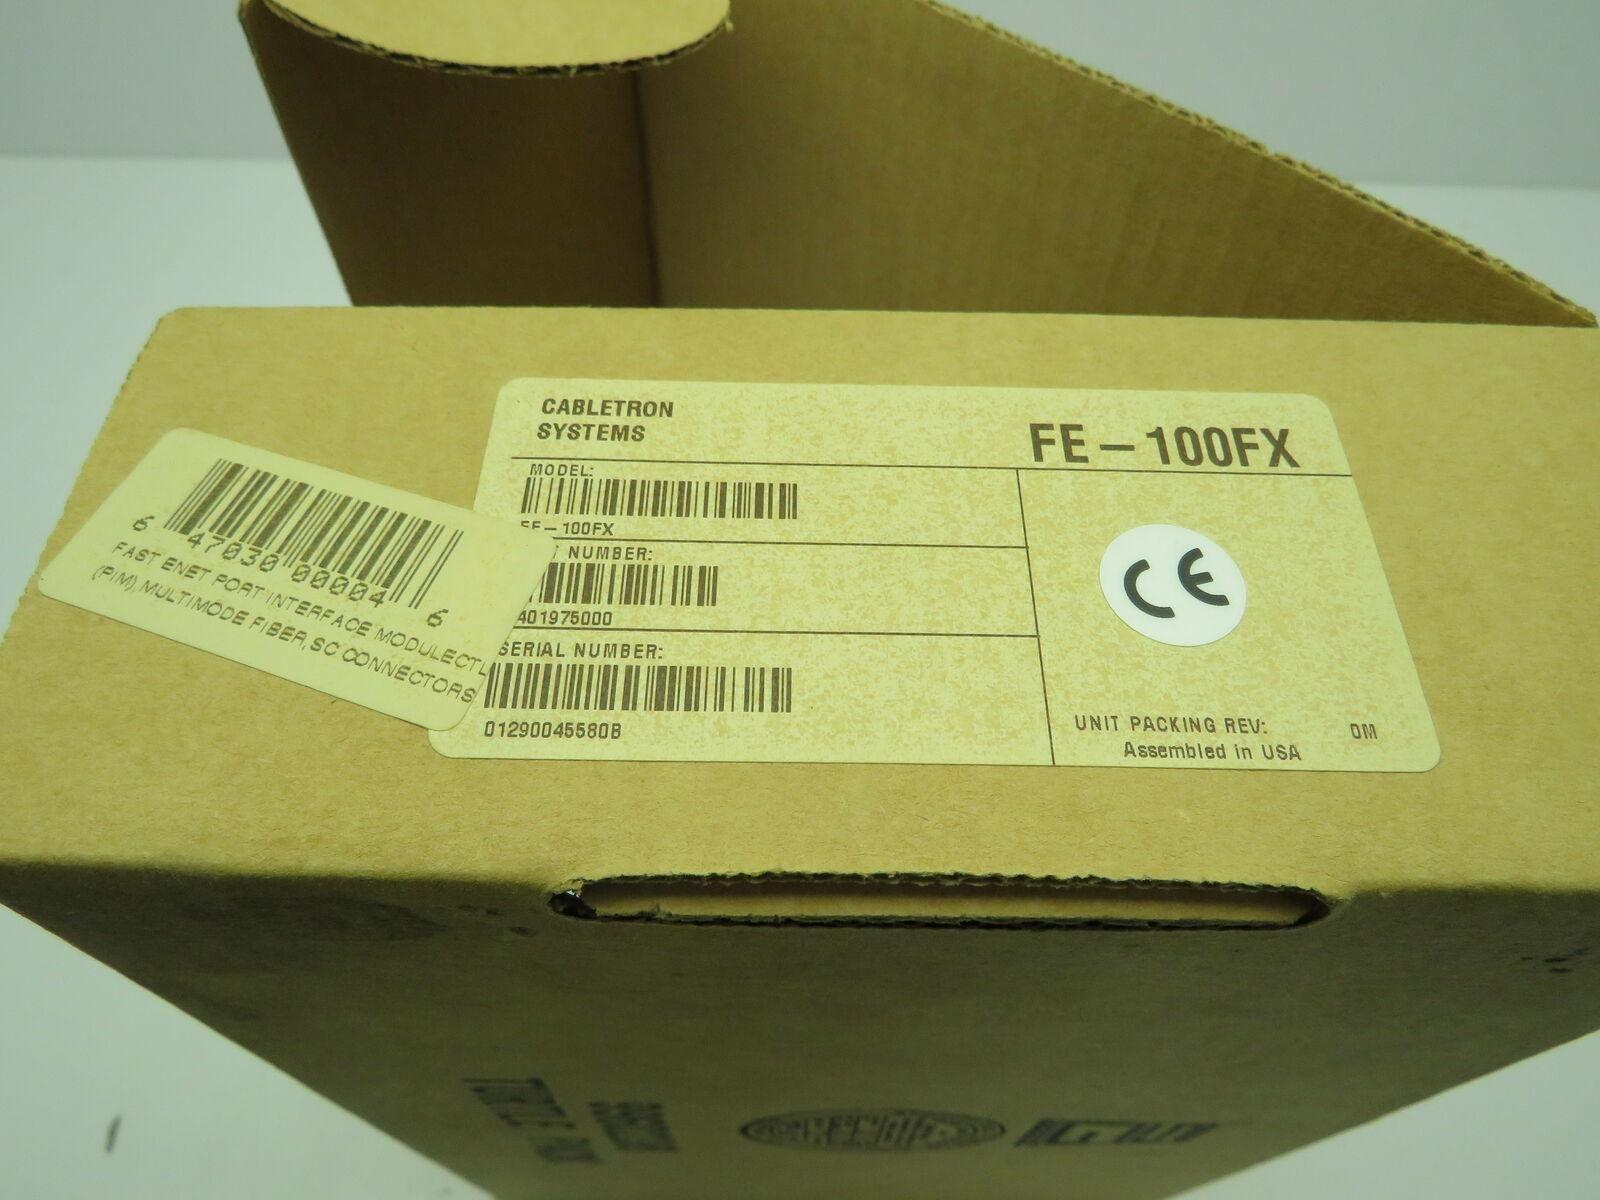 CABLETRON
SYSTEMS
FE-100FX
MODEL:
FE-100FX
NUMBER:
401975000
SERIAL NUMBER:
01290045580B
UNIT PACKING REV: 0M
Assembled in USA
CE
6 47030 00004 6
FAST ENET PORT INTERFACE MODULECTL
(PIM), MULTIMODE FIBER, SC CONNECTORS